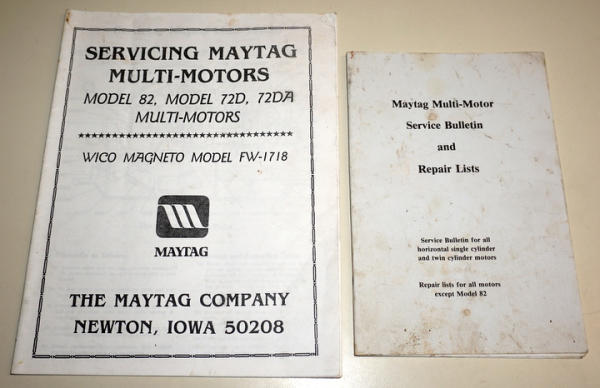 SERVICING MAYTAG
MULTI-MOTORS
MODEL 82, MODEL 72D, 72DA
MULTI-MOTORS
********************************
WICO MAGNETO MODEL FW-1718
MAYTAG
THE MAYTAG COMPANY
NEWTON, IOWA 50208
Maytag Multi-Motor
Service Bulletin
and
Repair Lists
Service Bulletin for all
horizontal single cylinder
and twin cylinder motors
Repair lists for all motors
except Model 82